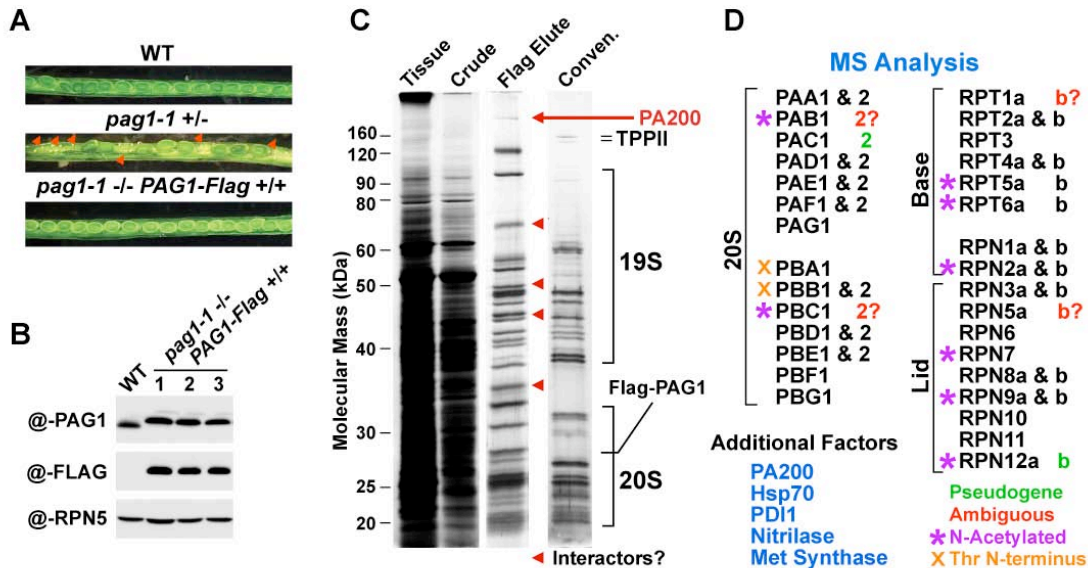 A
WT
pag1-1 +/-
pag1-1 -/- PAG1-Flag +/+
B
WT
pag1-1 -/-
PAG1-Flag +/+
1 2 3
@-PAG1
@-FLAG
@-RPN5
C
Tissue
Crude
Flag Elute
Conven.
Molecular Mass (kDa)
160
120
90
80
60
50
40
30
25
20
PA200
= TPPII
19S
Flag-PAG1
20S
Interactors?
D
MS Analysis
20S
PAA1 & 2
* PAB1 2?
PAC1 2
PAD1 & 2
PAE1 & 2
PAF1 & 2
PAG1
X PBA1
X PBB1 & 2
* PBC1 2?
PBD1 & 2
PBE1 & 2
PBF1
PBG1
Additional Factors
PA200
Hsp70
PDI1
Nitrilase
Met Synthase
Base
RPT1a b?
RPT2a & b
RPT3
RPT4a & b
* RPT5a b
* RPT6a b
RPN1a & b
* RPN2a & b
Lid
RPN3a & b
RPN5a b?
RPN6
* RPN7
RPN8a & b
* RPN9a & b
RPN10
RPN11
* RPN12a b
Pseudogene
Ambiguous
* N-Acetylated
X Thr N-terminus